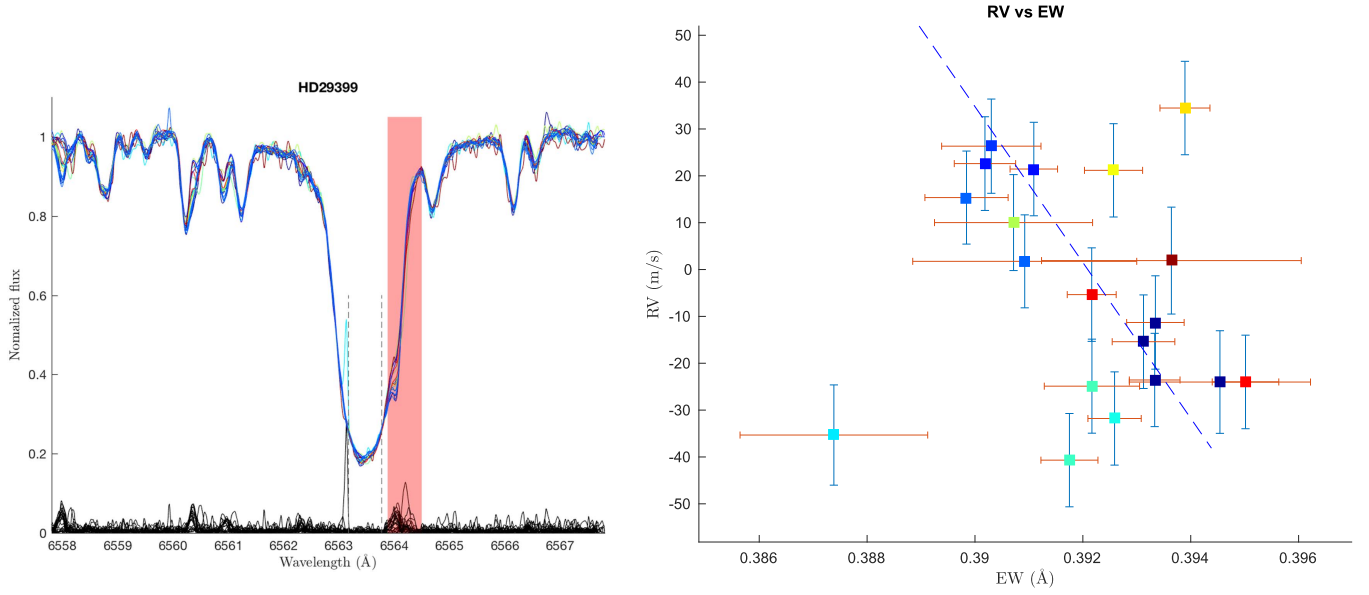 HD29399
Nomalized flux
1
0.8
0.6
0.4
0.2
0
6558 6559 6560 6561 6562 6563 6564 6565 6566 6567
Wavelength (Å)
RV vs EW
RV (m/s)
50
40
30
20
10
0
-10
-20
-30
-40
-50
0.386 0.388 0.39 0.392 0.394 0.396
EW (Å)